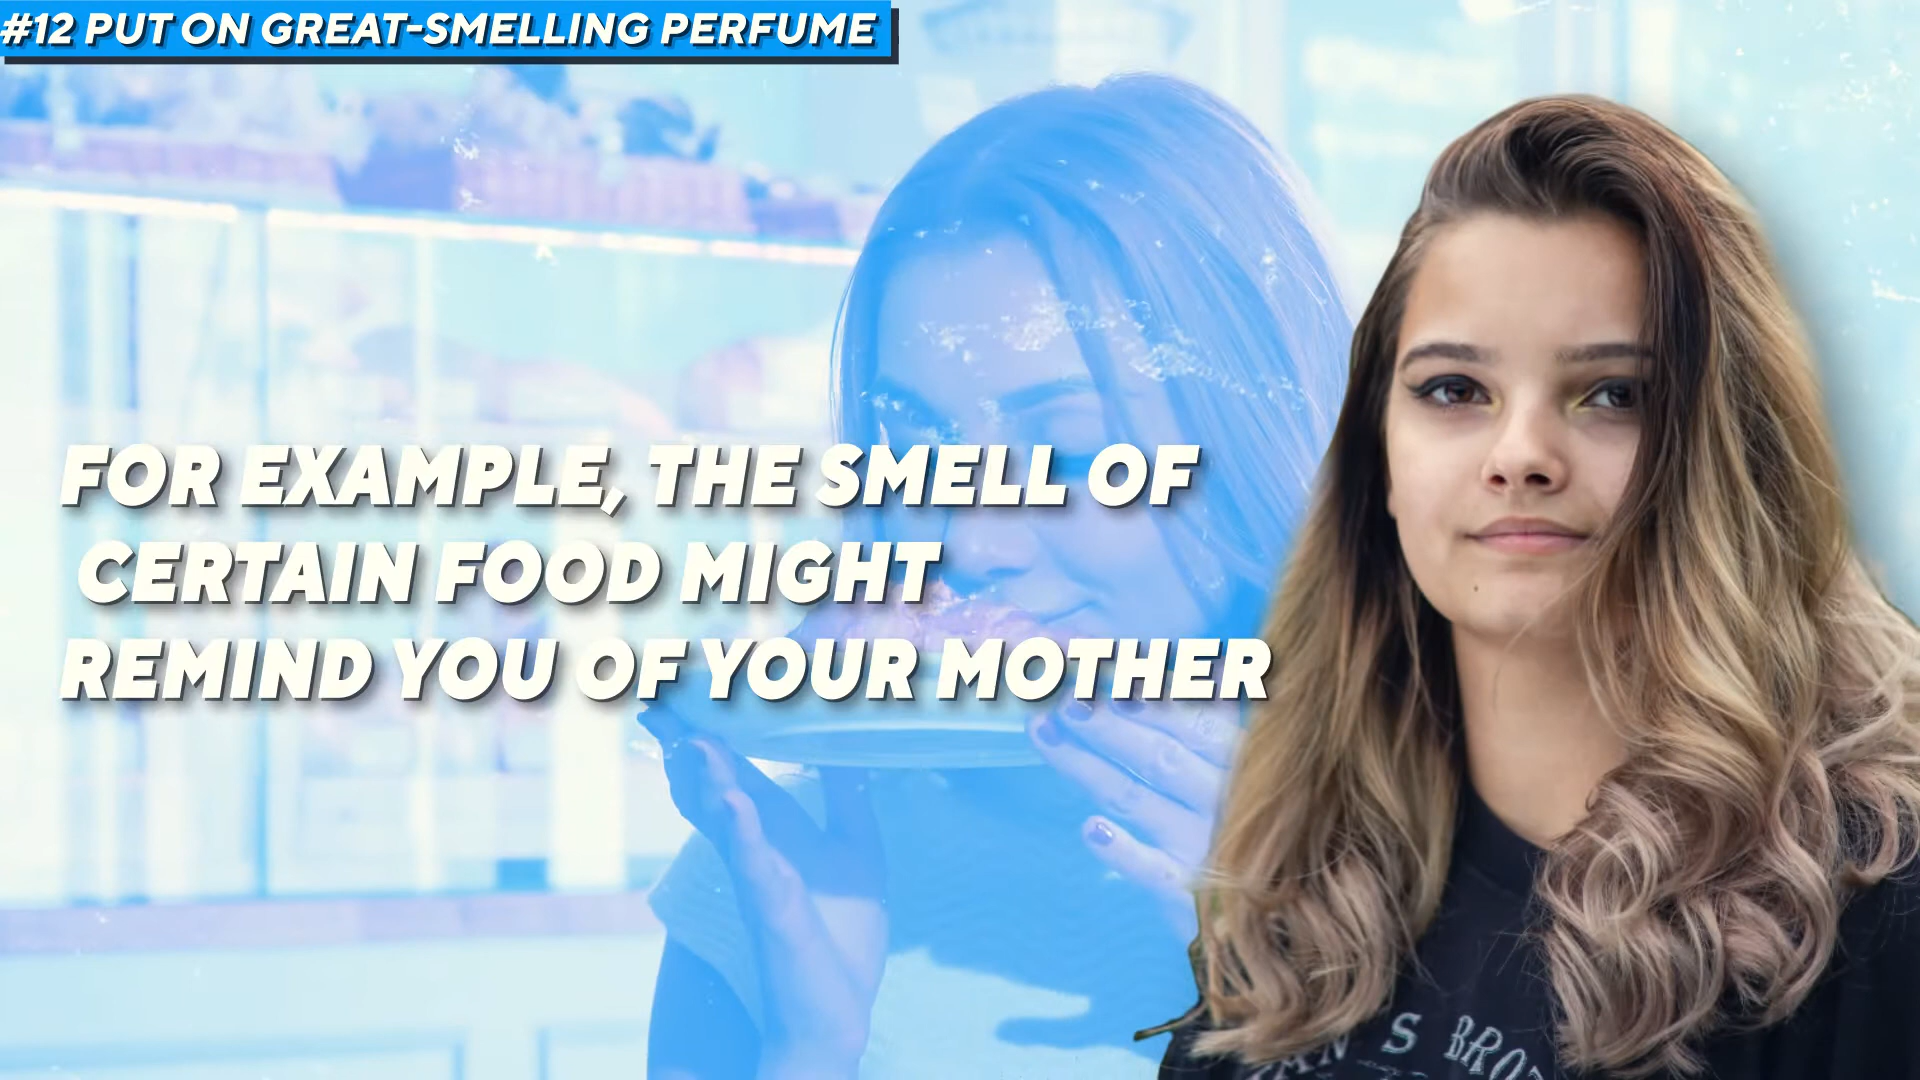 #12 PUT ON GREAT-SMELLING PERFUME
FOR EXAMPLE, THE SMELL OF
CERTAIN FOOD MIGHT
REMIND YOU OF YOUR MOTHER
S